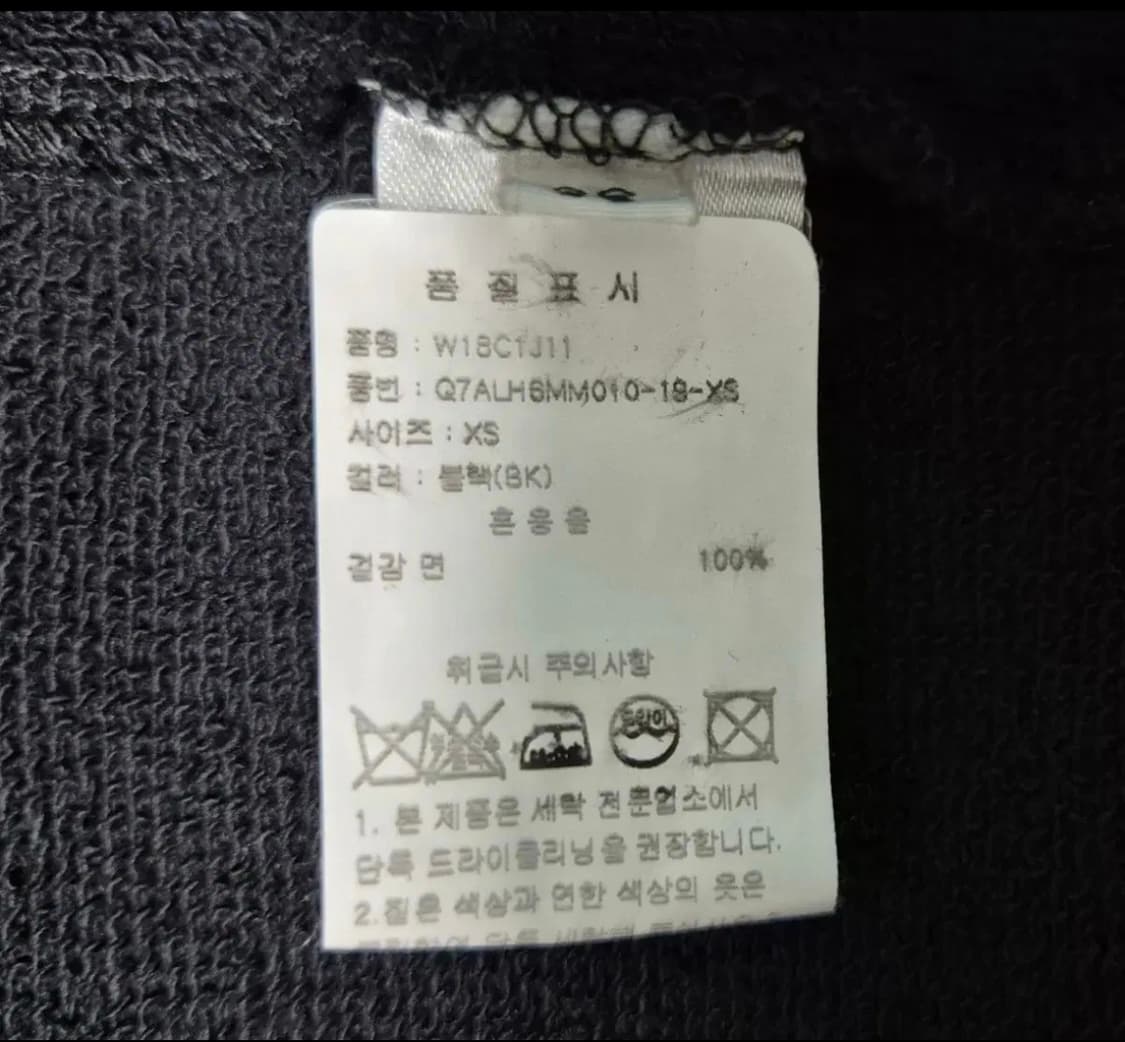 품 질 표 시
품명 : W18C1J11
품번 : Q7ALH6MM010-19-XS
사이즈 : XS
컬러 : 블랙(BK)
혼용율
겉감 면 100%
취급시 주의사항
드라이
1. 본 제품은 세탁 전문업소에서
단독 드라이클리닝을 권장합니다.
2.짙은 색상과 연한 색상의 옷은